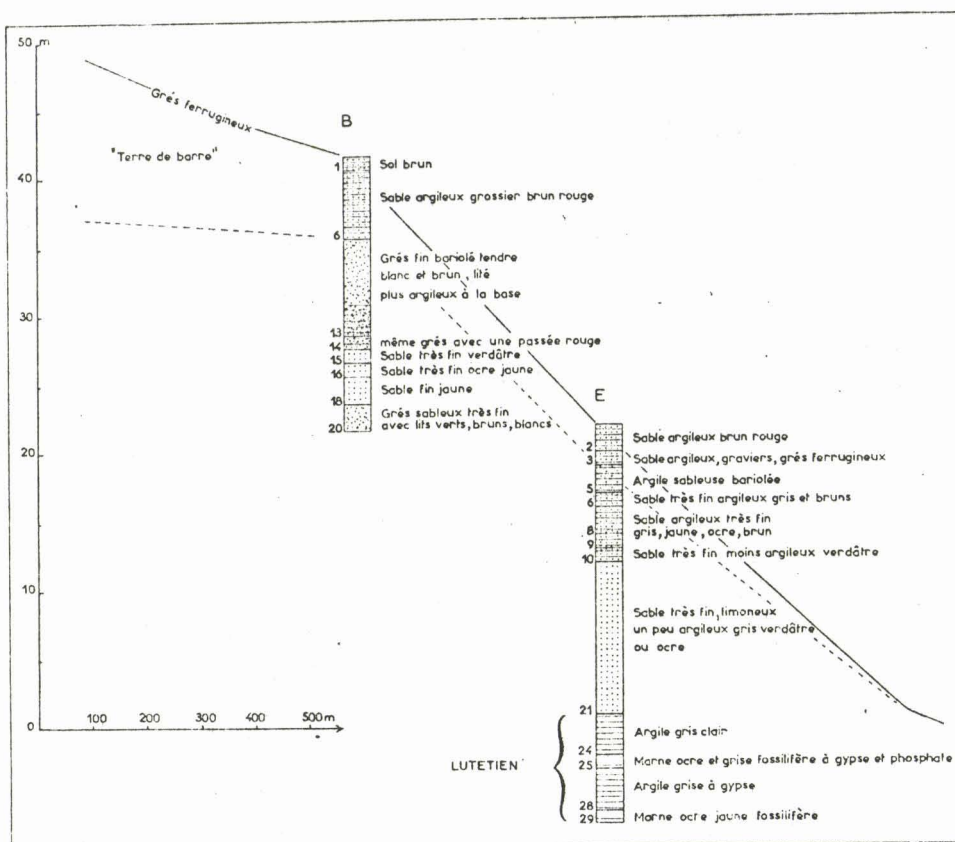 50 m
40
30
20
10
0
100 200 300 400 500 m
Grés ferrugineux
"Terre de barre"
B
1
6
13
14
15
16
18
20
Sol brun
Sable argileux grossier brun rouge
Grés fin bariolé tendre
blanc et brun, lité
plus argileux à la base
même grés avec une passée rouge
Sable très fin verdâtre
Sable très fin ocre jaune
Sable fin jaune
Grés sableux très fin
avec lits verts, bruns, blancs
E
2
3
5
6
8
9
10
21
24
25
28
29
Sable argileux brun rouge
Sable argileux, graviers, grés ferrugineux
Argile sableuse bariolée
Sable très fin argileux gris et bruns
Sable argileux très fin
gris, jaune, ocre, brun
Sable très fin moins argileux verdâtre
Sable très fin, limoneux
un peu argileux gris verdâtre
ou ocre
LUTETIEN
Argile gris clair
Marne ocre et grise fossilifère à gypse et phosphate
Argile grise à gypse
Marne ocre jaune fossilifère